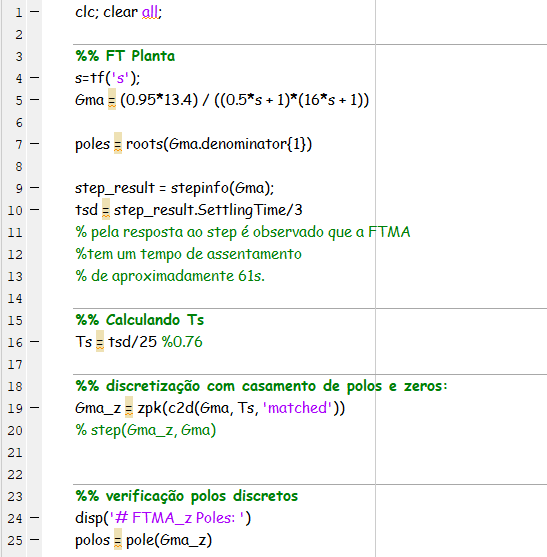 1 – clc; clear all;
2
3 %% FT Planta
4 – s=tf('s');
5 – Gma = (0.95*13.4) / ((0.5*s + 1)*(16*s + 1))
6
7 – poles = roots(Gma.denominator{1})
8
9 – step_result = stepinfo(Gma);
10 – tsd = step_result.SettlingTime/3
11 % pela resposta ao step é observado que a FTMA
12 %tem um tempo de assentamento
13 % de aproximadamente 61s.
14
15 %% Calculando Ts
16 – Ts = tsd/25 %0.76
17
18 %% discretização com casamento de polos e zeros:
19 – Gma_z = zpk(c2d(Gma, Ts, 'matched'))
20 % step(Gma_z, Gma)
21
22
23 %% verificação polos discretos
24 – disp('# FTMA_z Poles: ')
25 – polos = pole(Gma_z)